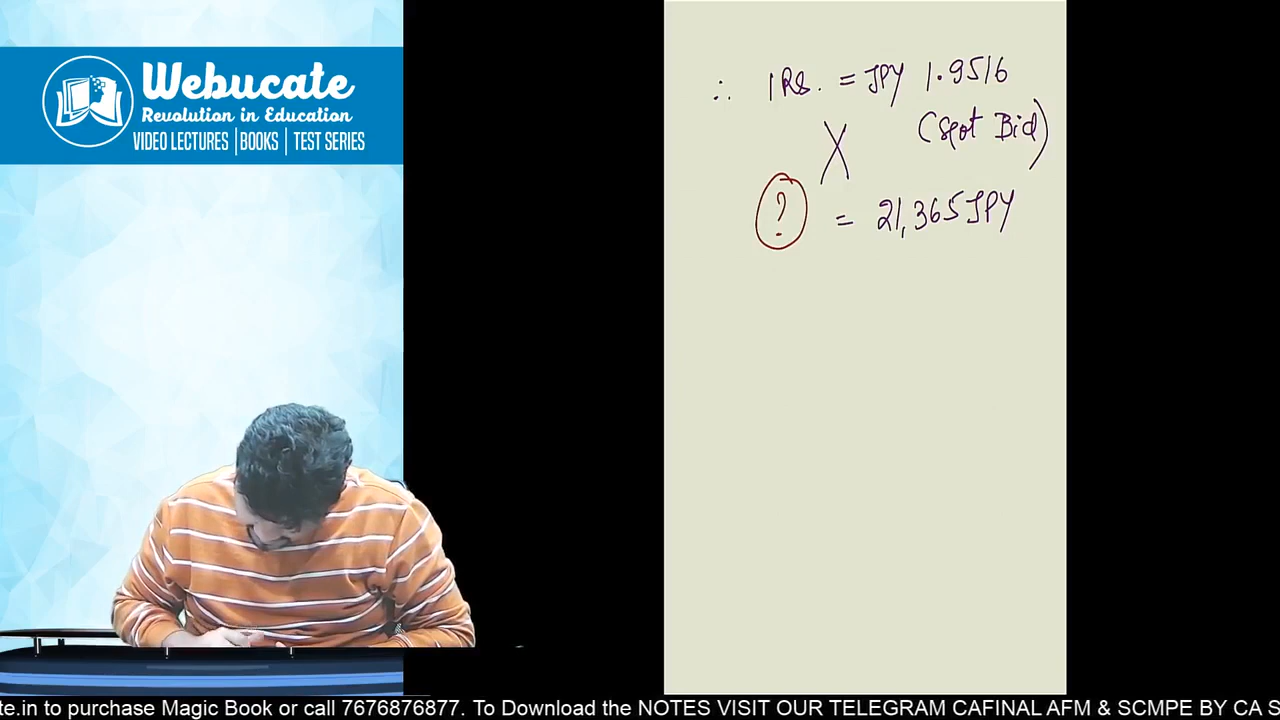 Webucate
Revolution in Education
VIDEO LECTURES | BOOKS | TEST SERIES
∴ 1 Rs. = JPY 1.9516
(Spot Bid)
? = 21,365 JPY
te.in to purchase Magic Book or call 7676876877. To Download the NOTES VISIT OUR TELEGRAM CAFINAL AFM & SCMPE BY CA S